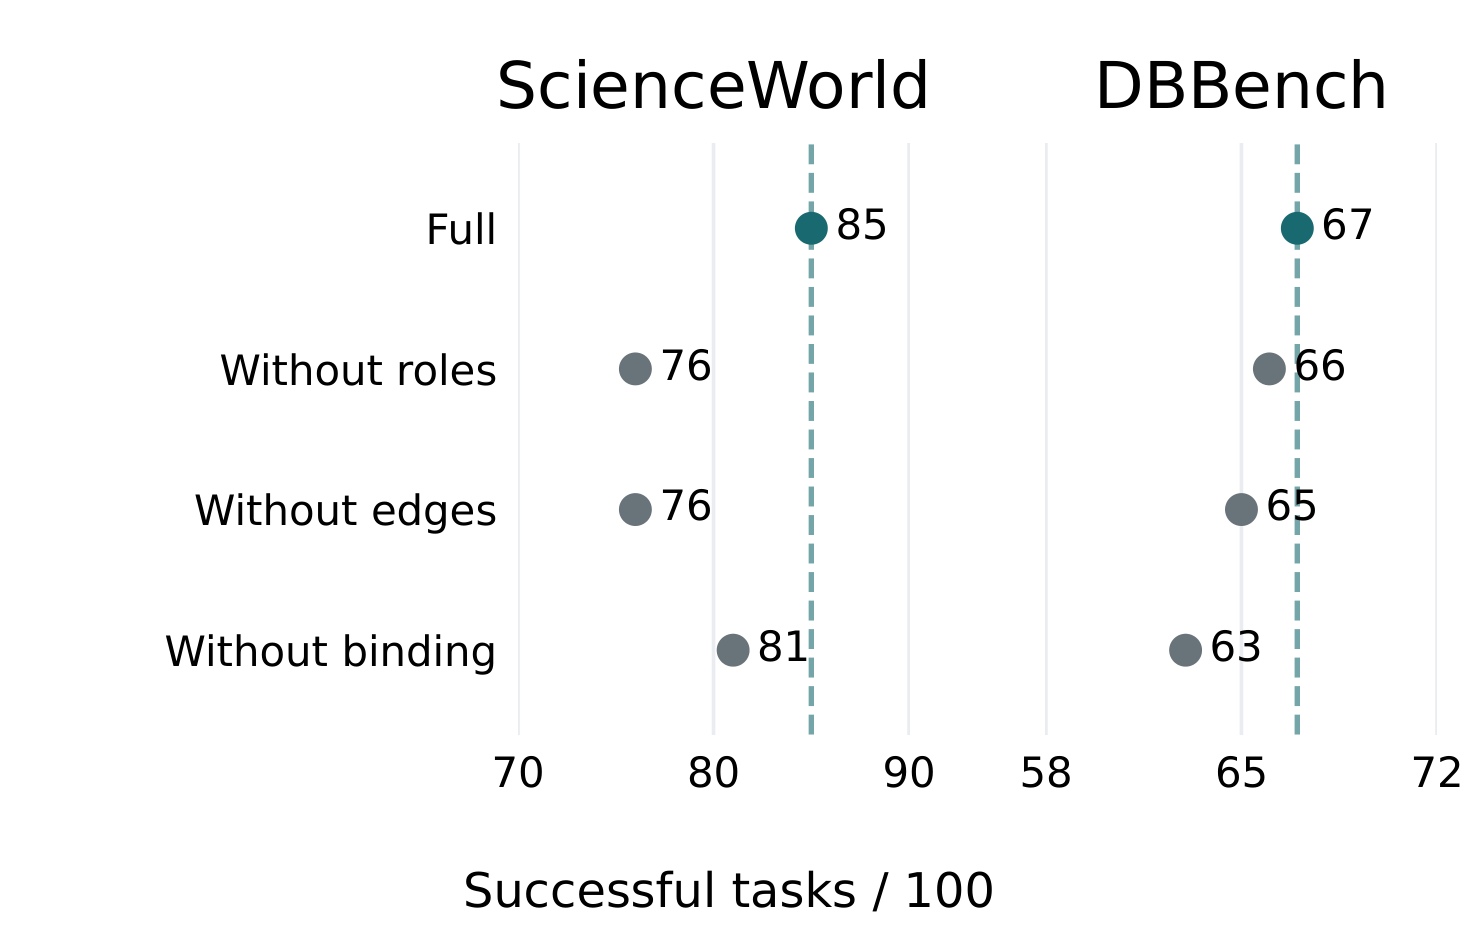 ScienceWorld DBBench
Full 85 67
Without roles 76 66
Without edges 76 65
Without binding 81 63
70 80 90 58 65 72
Successful tasks / 100